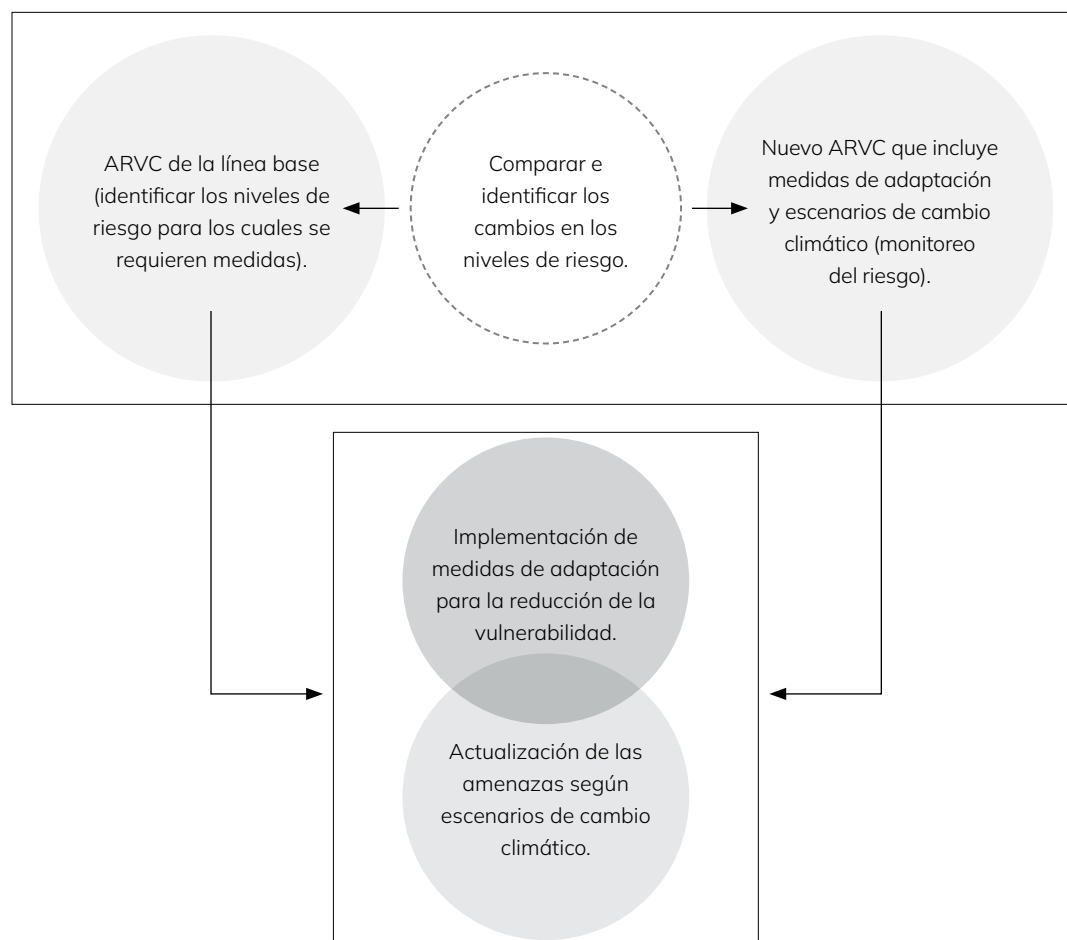 ARVC de la línea base
(identificar los niveles de
riesgo para los cuales se
requieren medidas).
Comparar e
identificar los
cambios en los
niveles de riesgo.
Nuevo ARVC que incluye
medidas de adaptación
y escenarios de cambio
climático (monitoreo
del riesgo).
Implementación de
medidas de adaptación
para la reducción de la
vulnerabilidad.
Actualización de las
amenazas según
escenarios de cambio
climático.